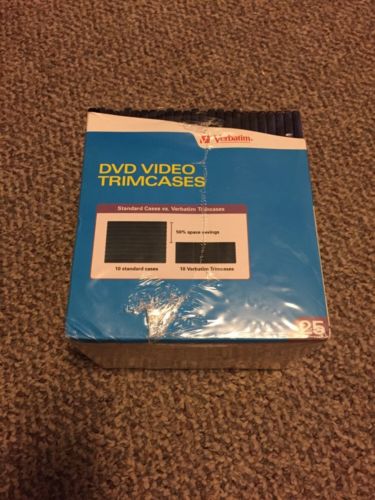 Verbatim.
DVD VIDEO
TRIMCASES
Standard Cases vs. Verbatim Trimcases
50% space savings
10 standard cases
10 Verbatim Trimcases
25